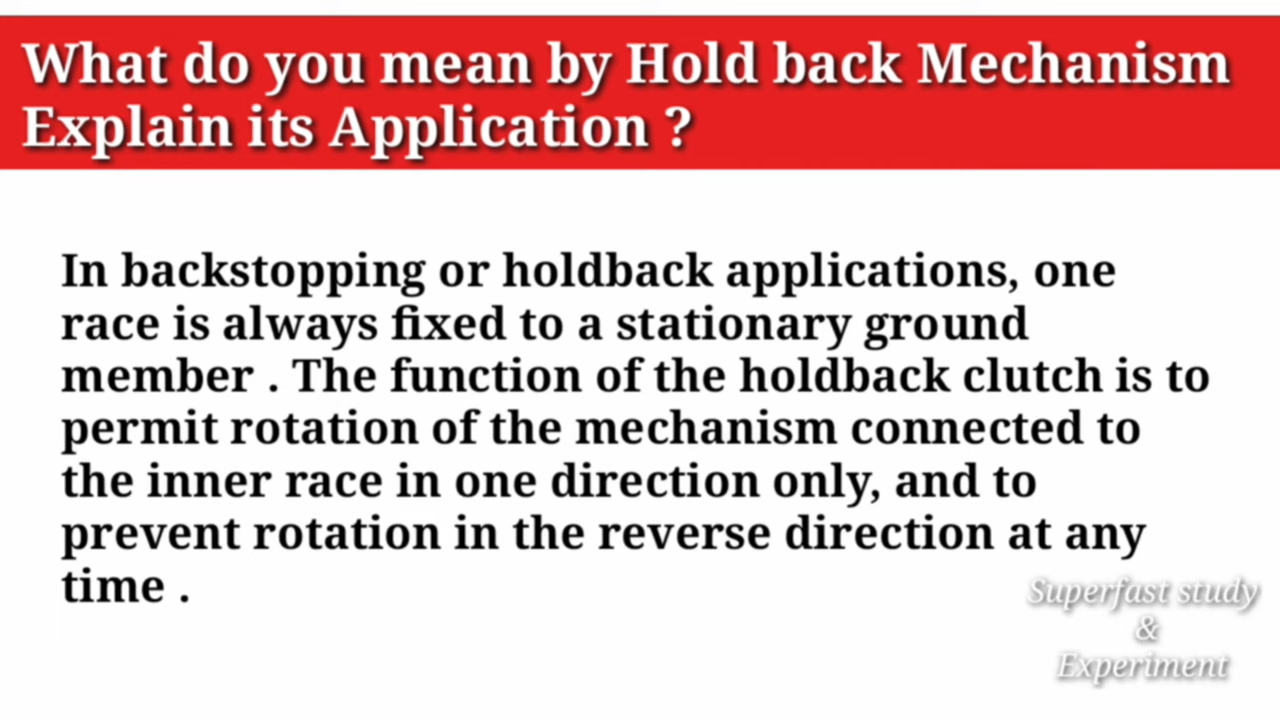 What do you mean by Hold back Mechanism
Explain its Application ?
In backstopping or holdback applications, one
race is always fixed to a stationary ground
member . The function of the holdback clutch is to
permit rotation of the mechanism connected to
the inner race in one direction only, and to
prevent rotation in the reverse direction at any
time .
Superfast study
&
Experiment